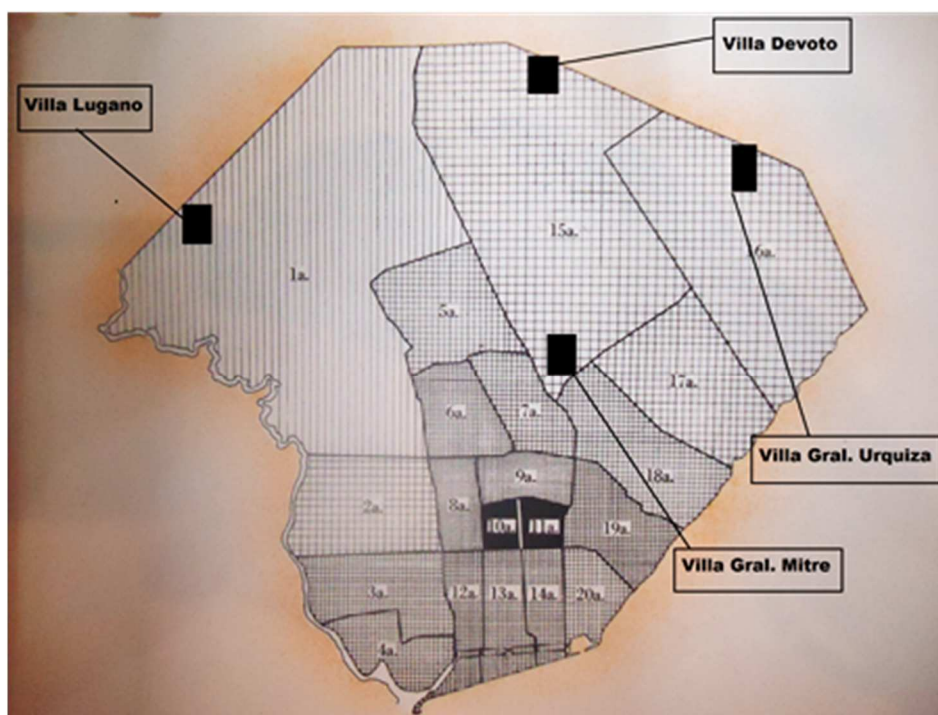 Villa Devoto
Villa Lugano
15a.
16a.
1a.
5a.
17a.
6a.
7a.
Villa Gral. Urquiza
9a.
18a.
2a.
8a.
10a.
11a.
19a.
Villa Gral. Mitre
3a.
12a.
13a.
14a.
20a.
4a.